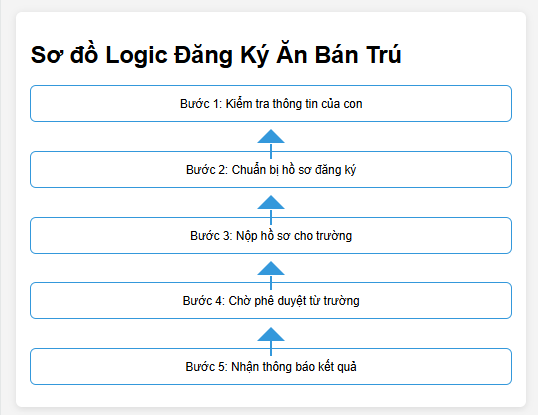 Sơ đồ Logic Đăng Ký Ăn Bán Trú
Bước 1: Kiểm tra thông tin của con
Bước 2: Chuẩn bị hồ sơ đăng ký
Bước 3: Nộp hồ sơ cho trường
Bước 4: Chờ phê duyệt từ trường
Bước 5: Nhận thông báo kết quả